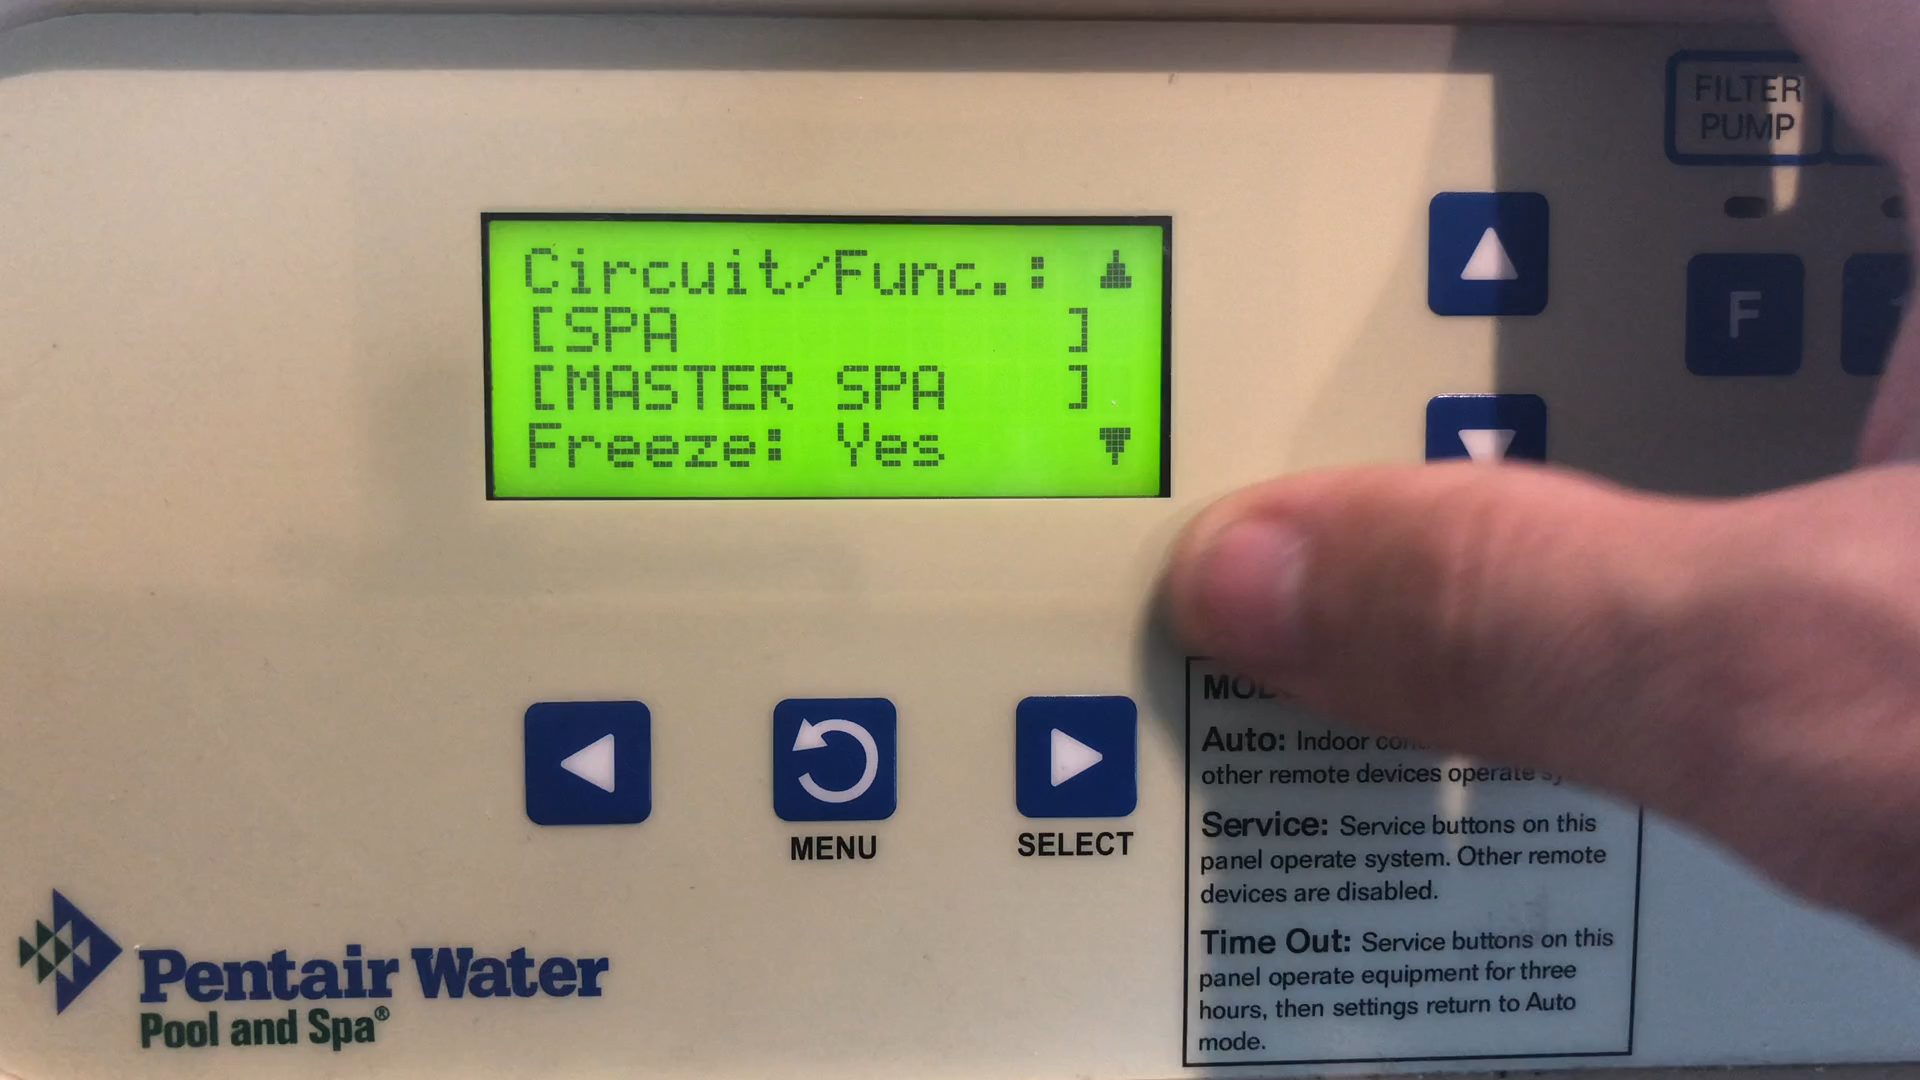 FILTER
PUMP
Circuit/Func.:
[SPA ]
[MASTER SPA ]
Freeze: Yes
F
MENU
SELECT
Auto: Indoor
other remote devices operate
Service: Service buttons on this
panel operate system. Other remote
devices are disabled.
Time Out: Service buttons on this
panel operate equipment for three
hours, then settings return to Auto
mode.
Pentair Water
Pool and Spa®